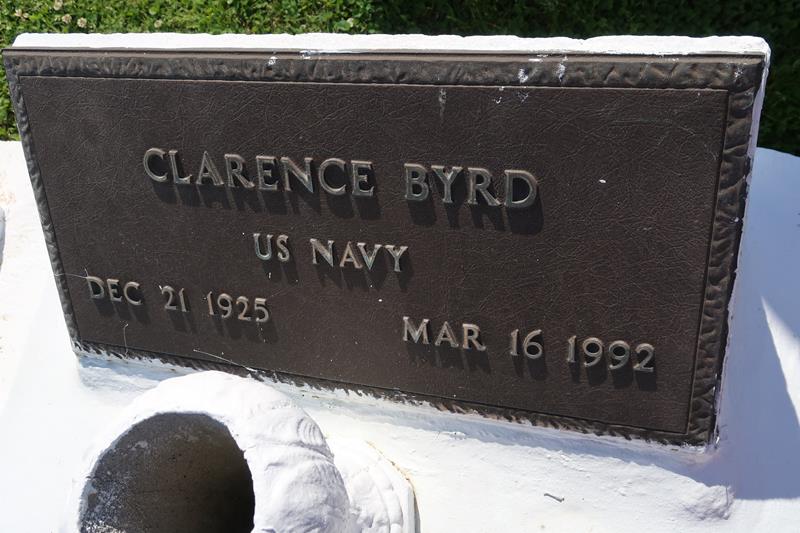 CLARENCE BYRD
US NAVY
DEC 21 1925 MAR 16 1992